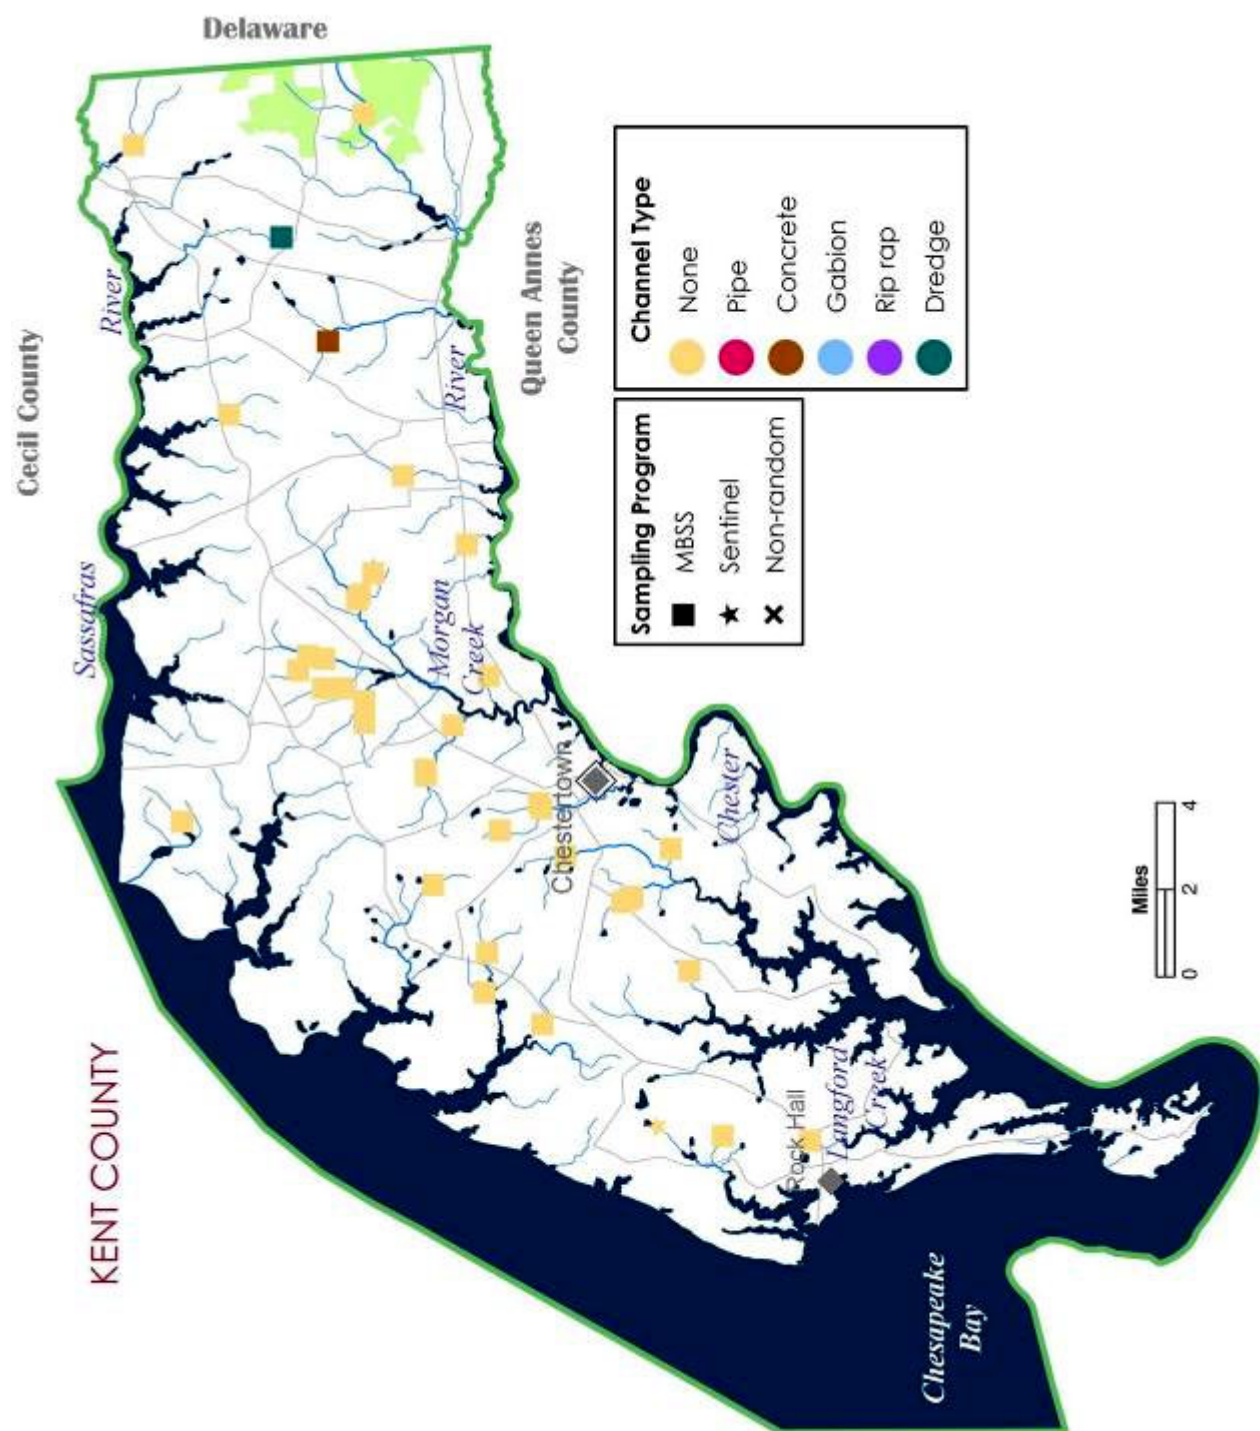 KENT COUNTY
Cecil County
Delaware
Sassafras
River
Queen Annes
County
River
Morgan
Creek
Chestertown
Chester
Rock Hall
Langford
Creek
Chesapeake
Bay
Sampling Program
MBSS
Sentinel
Non-random
Channel Type
None
Pipe
Concrete
Gabion
Rip rap
Dredge
Miles
0 2 4